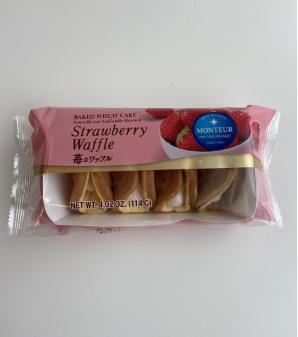 BAKED WHEAT CAKE
Naturally and Artificially Flavored
Strawberry
Waffle
苺のワッフル
MONTEUR
NET WT. 4.02 OZ. (114 G)